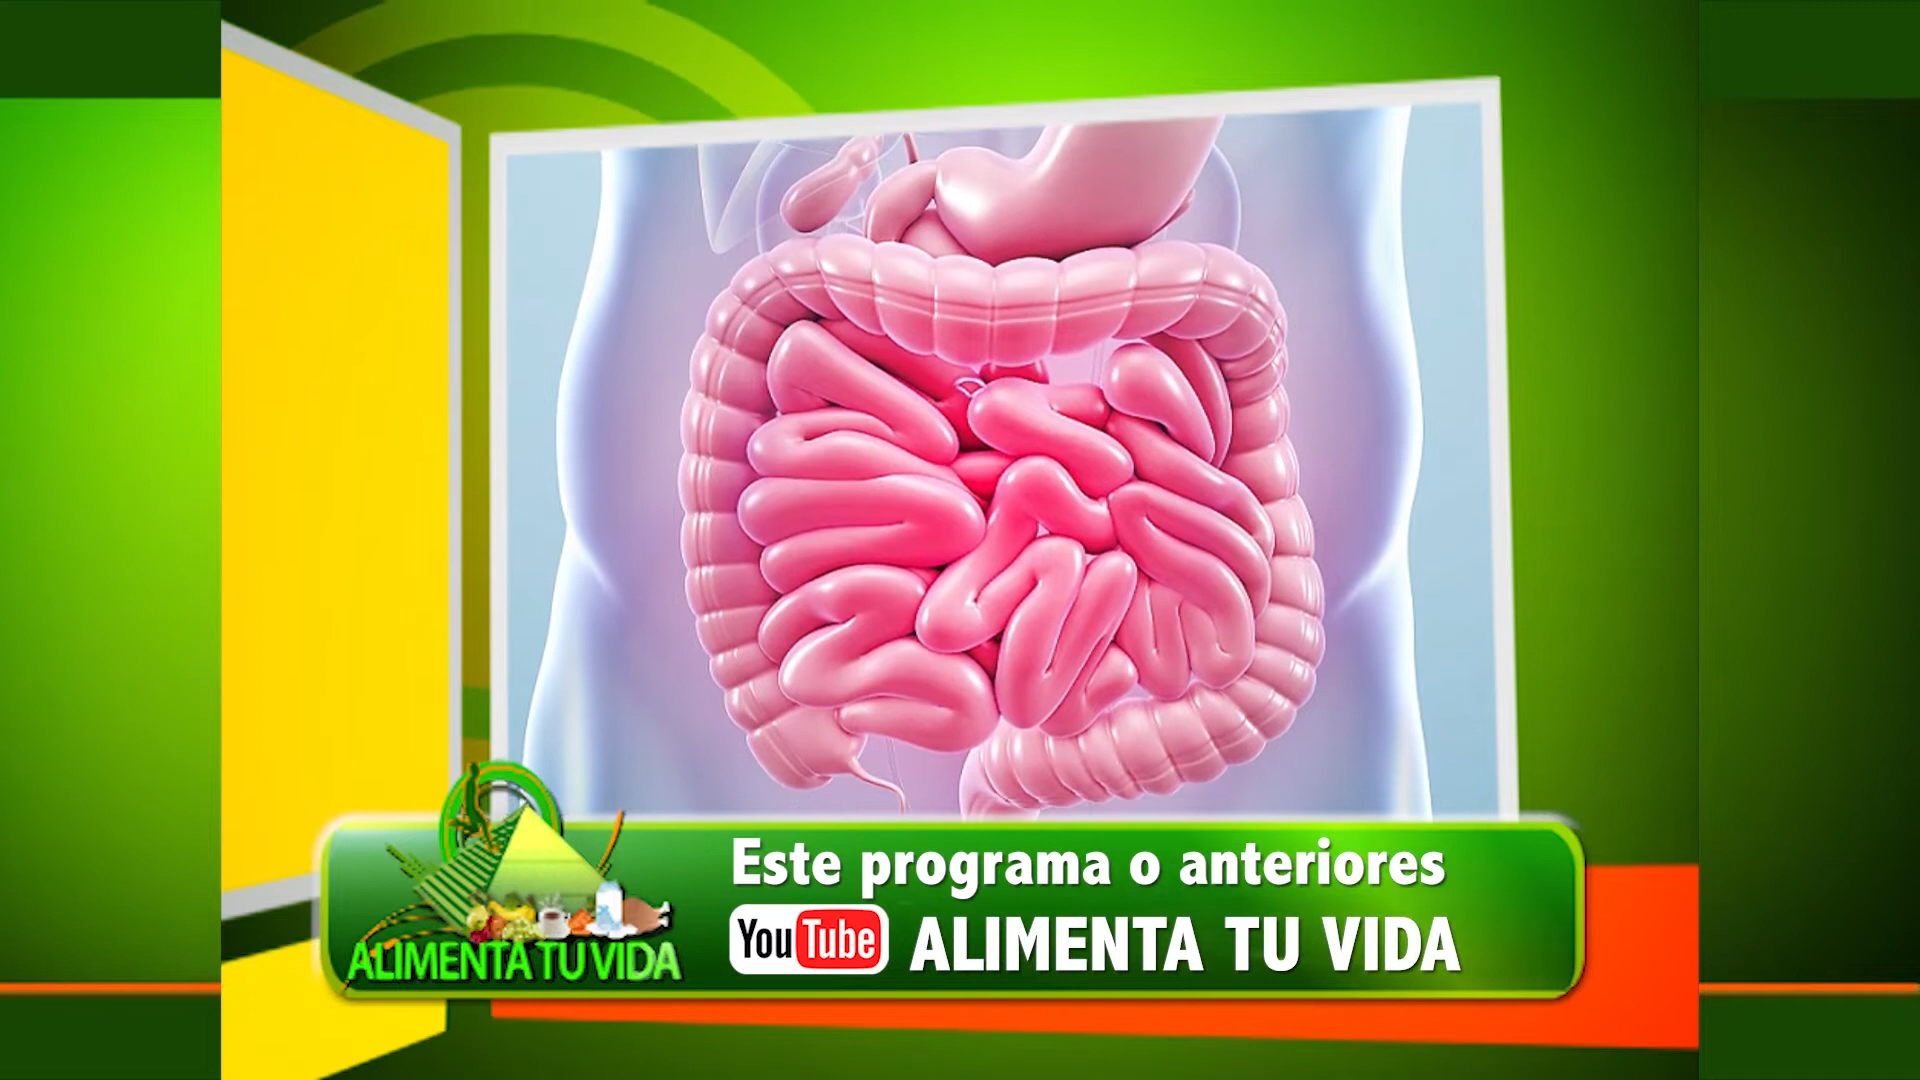 Este programa o anteriores
YouTube ALIMENTA TU VIDA
ALIMENTA TU VIDA